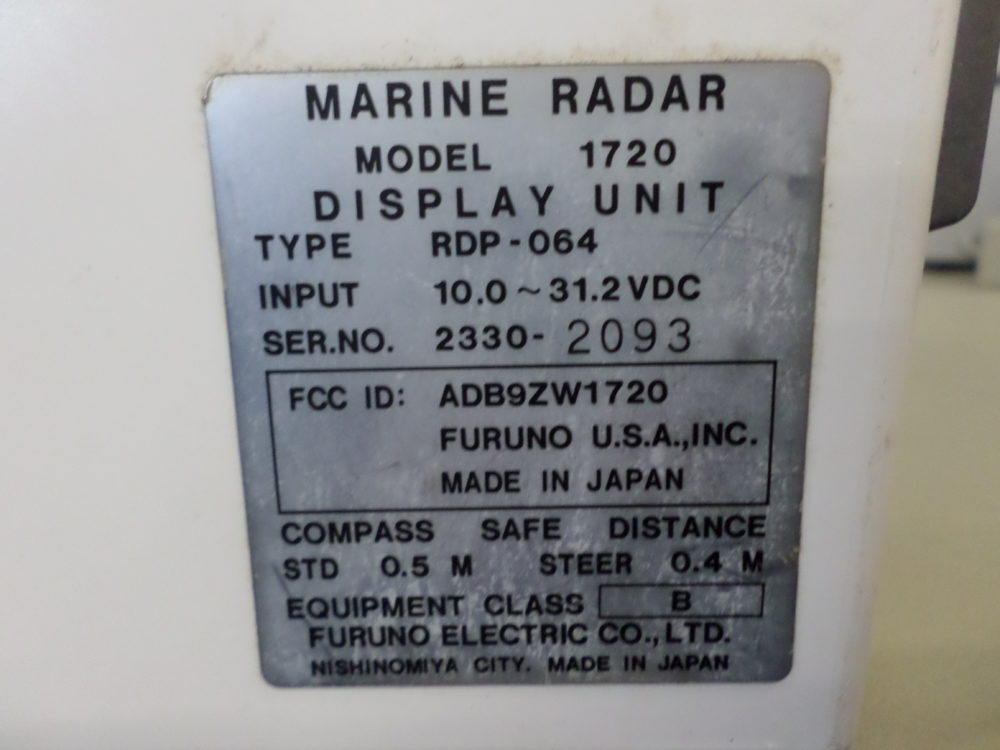 MARINE RADAR
MODEL 1720
DISPLAY UNIT
TYPE RDP-064
INPUT 10.0~31.2VDC
SER.NO. 2330-2093
FCC ID: ADB9ZW1720
FURUNO U.S.A.,INC.
MADE IN JAPAN
COMPASS SAFE DISTANCE
STD 0.5 M STEER 0.4 M
EQUIPMENT CLASS B
FURUNO ELECTRIC CO.,LTD.
NISHINOMIYA CITY. MADE IN JAPAN